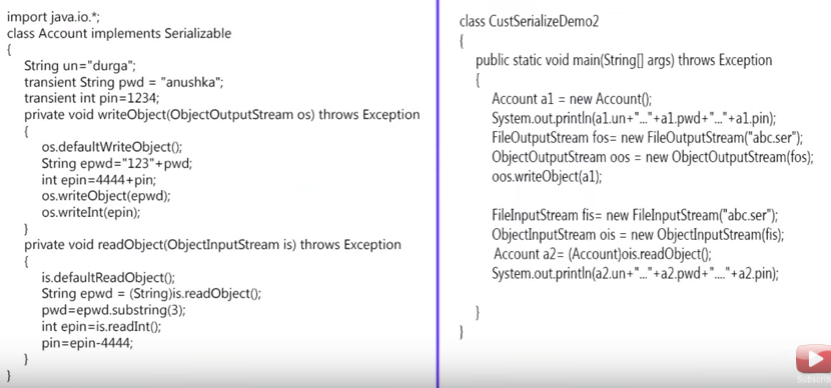 import java.io.*;
class Account implements Serializable
{
String un="durga";
transient String pwd = "anushka";
transient int pin=1234;
private void writeObject(ObjectOutputStream os) throws Exception
{
os.defaultWriteObject();
String epwd="123"+pwd;
int epin=4444+pin;
os.writeObject(epwd);
os.writeInt(epin);
}
private void readObject(ObjectInputStream is) throws Exception
{
is.defaultReadObject();
String epwd = (String)is.readObject();
pwd=epwd.substring(3);
int epin=is.readInt();
pin=epin-4444;
}
}
class CustSerializeDemo2
{
public static void main(String[] args) throws Exception
{
Account a1 = new Account();
System.out.println(a1.un+"..."+a1.pwd+"..."+a1.pin);
FileOutputStream fos= new FileOutputStream("abc.ser");
ObjectOutputStream oos = new ObjectOutputStream(fos);
oos.writeObject(a1);
FileInputStream fis= new FileInputStream("abc.ser");
ObjectInputStream ois = new ObjectInputStream(fis);
Account a2= (Account)ois.readObject();
System.out.println(a2.un+"..."+a2.pwd+"...."+a2.pin);
}
}